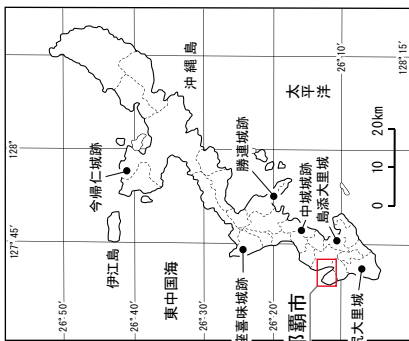 127°45′
128°
128°15′
26°50′
26°40′
26°30′
26°20′
26°10′
伊江島
今帰仁城跡
沖縄島
東中国海
座喜味城跡
勝連城跡
中城城跡
島添大里城
那覇市
尻大里城
太平洋
0 10 20km